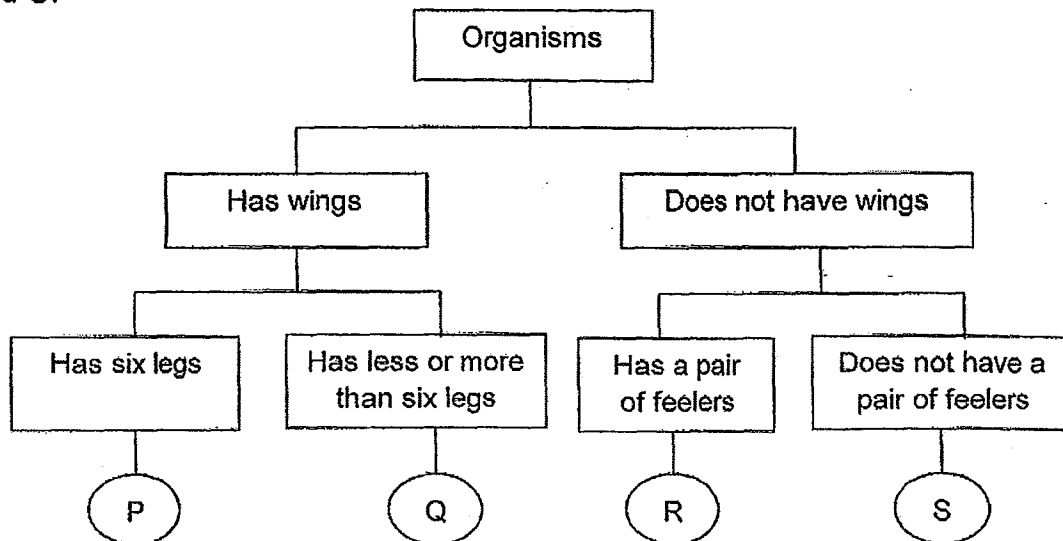 Organisms
Has wings
Does not have wings
Has six legs
Has less or more
than six legs
Has a pair
of feelers
Does not have a
pair of feelers
P
Q
R
S